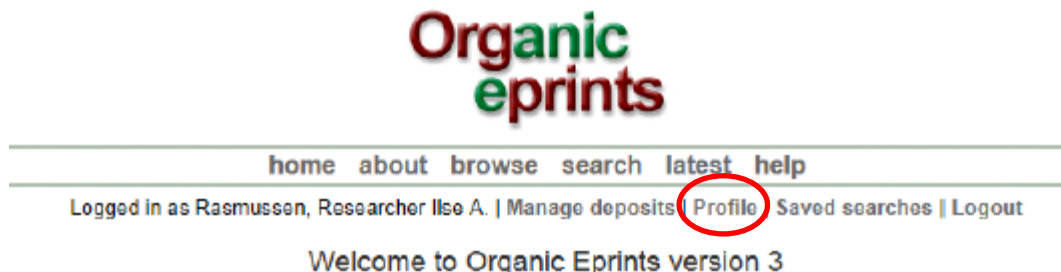 Organic
eprints
home about browse search latest help
Logged in as Rasmussen, Researcher Ilse A. | Manage deposits | Profile | Saved searches || Logout
Welcome to Organic Eprints version 3